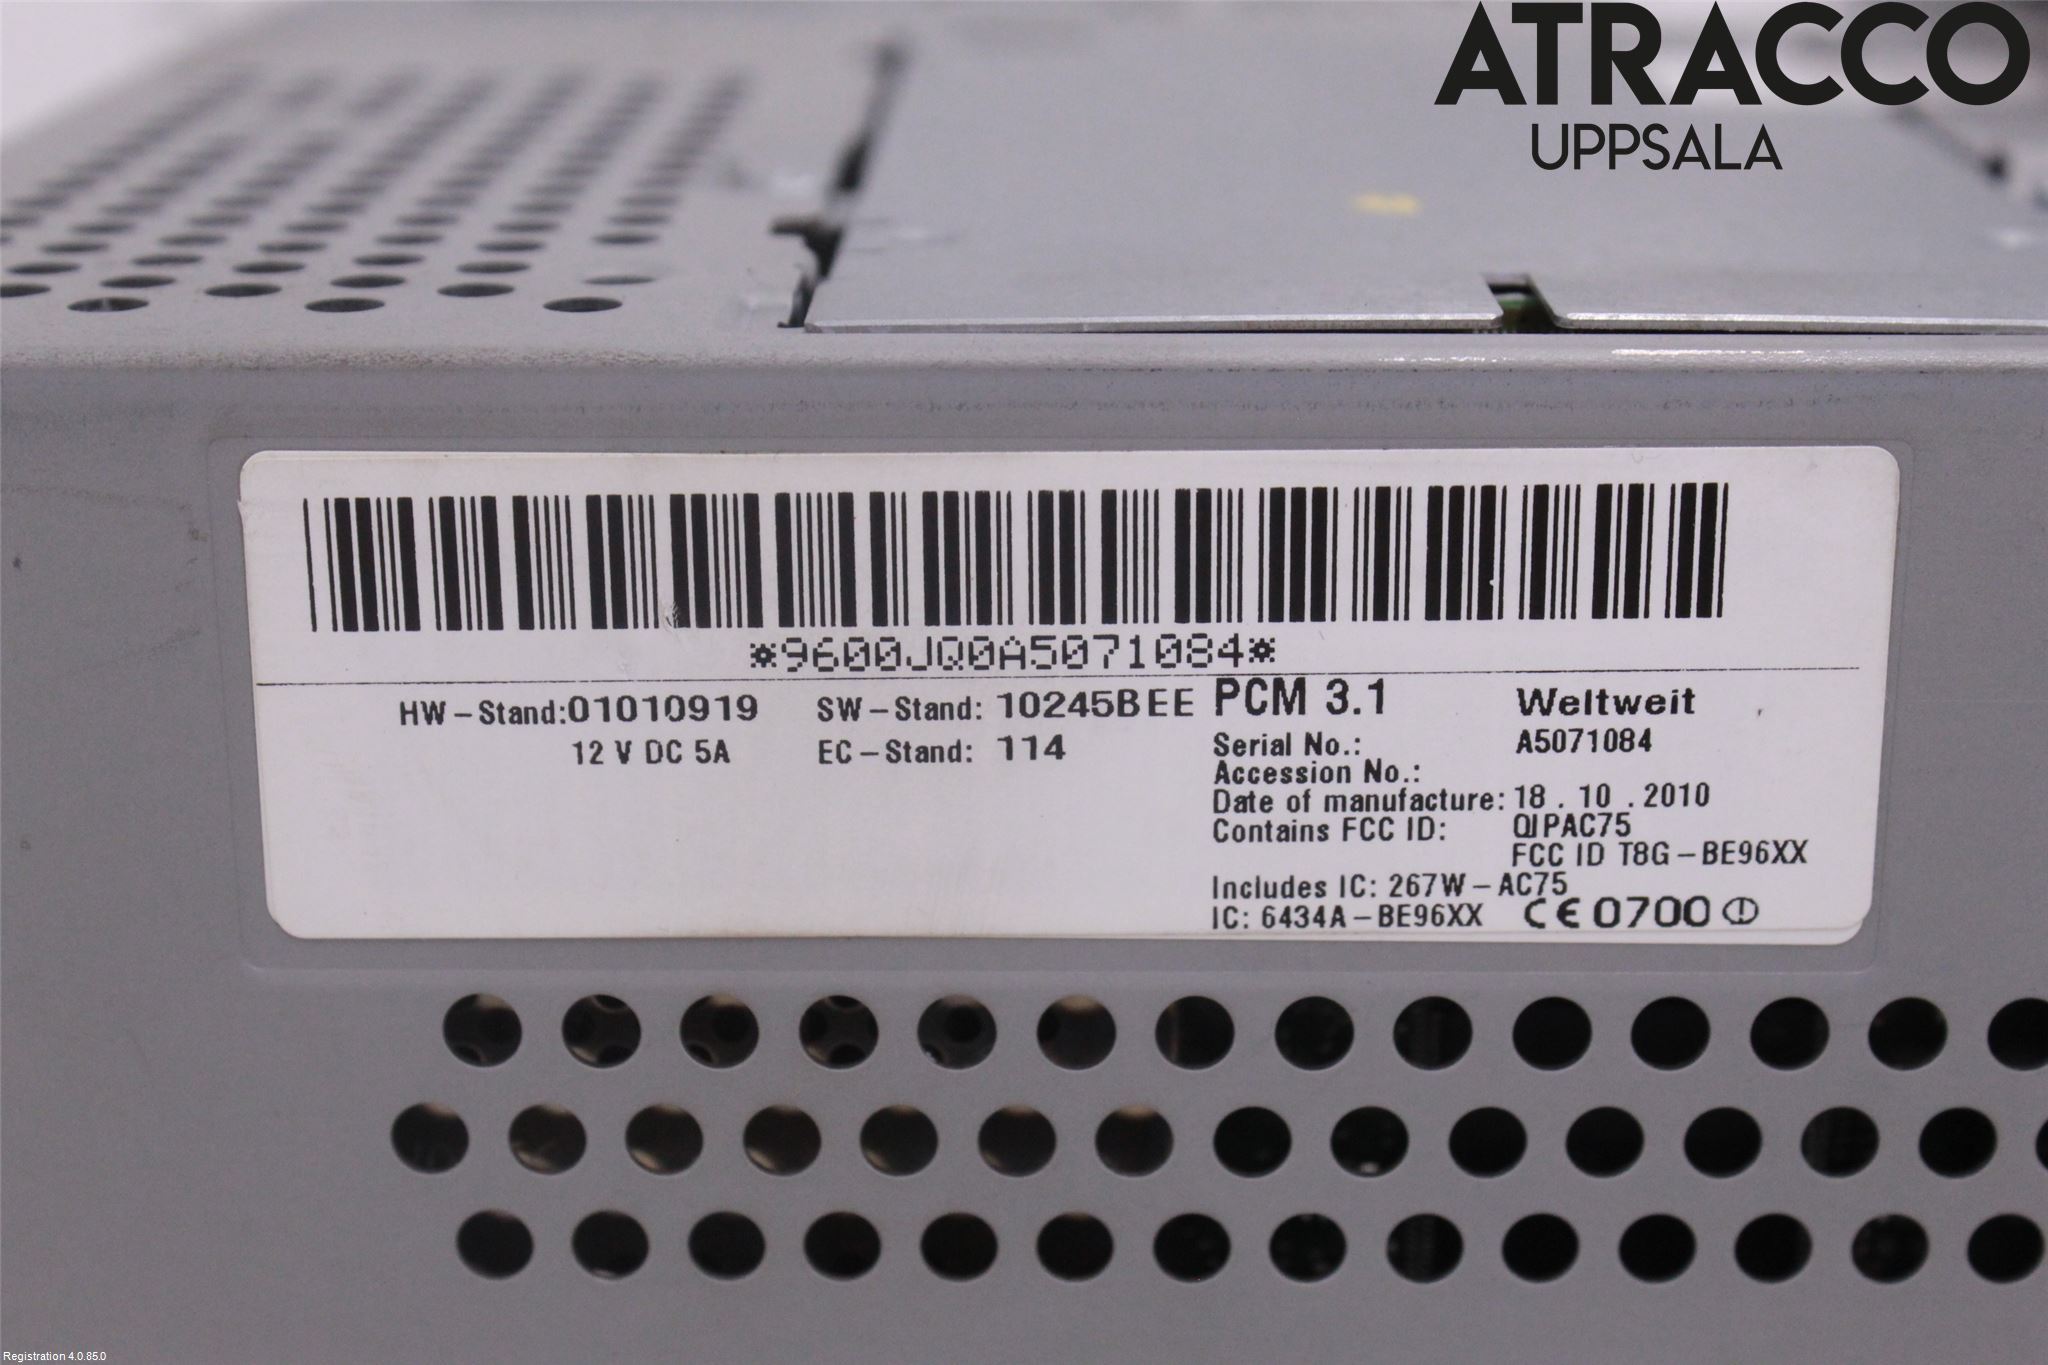 ATRACCO
UPPSALA
*9600JQ0A5071084*
HW-Stand:01010919 SW-Stand: 10245BEE PCM 3.1 Weltweit
12 V DC 5A EC-Stand: 114
Serial No.: A5071084
Accession No.:
Date of manufacture: 18 . 10 . 2010
Contains FCC ID: QIPAC75
FCC ID T8G-BE96XX
Includes IC: 267W-AC75
IC: 6434A-BE96XX CE 0700
Registration 4.0.85.0